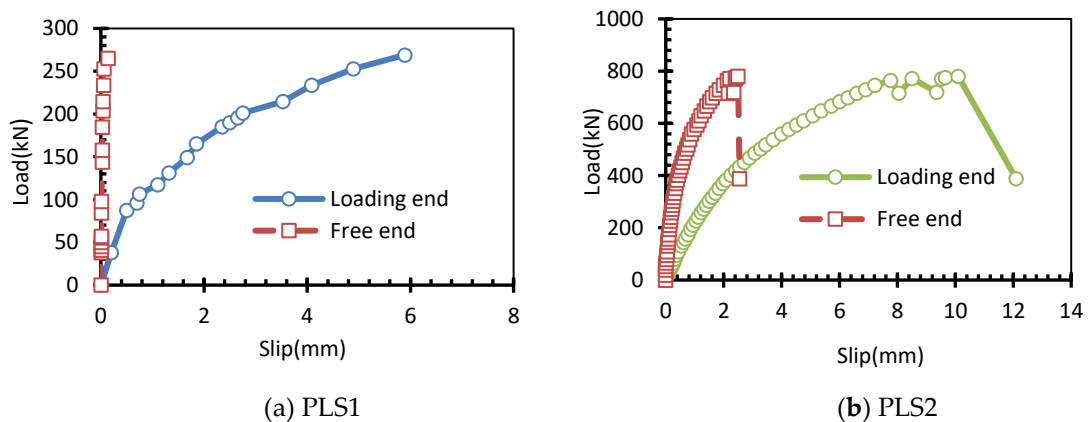 300
250
200
150
100
50
0
Load(kN)
0 2 4 6 8
Slip(mm)
Loading end
Free end
(a) PLS1
1000
800
600
400
200
0
Load(kN)
0 2 4 6 8 10 12 14
Slip(mm)
Loading end
Free end
(b) PLS2